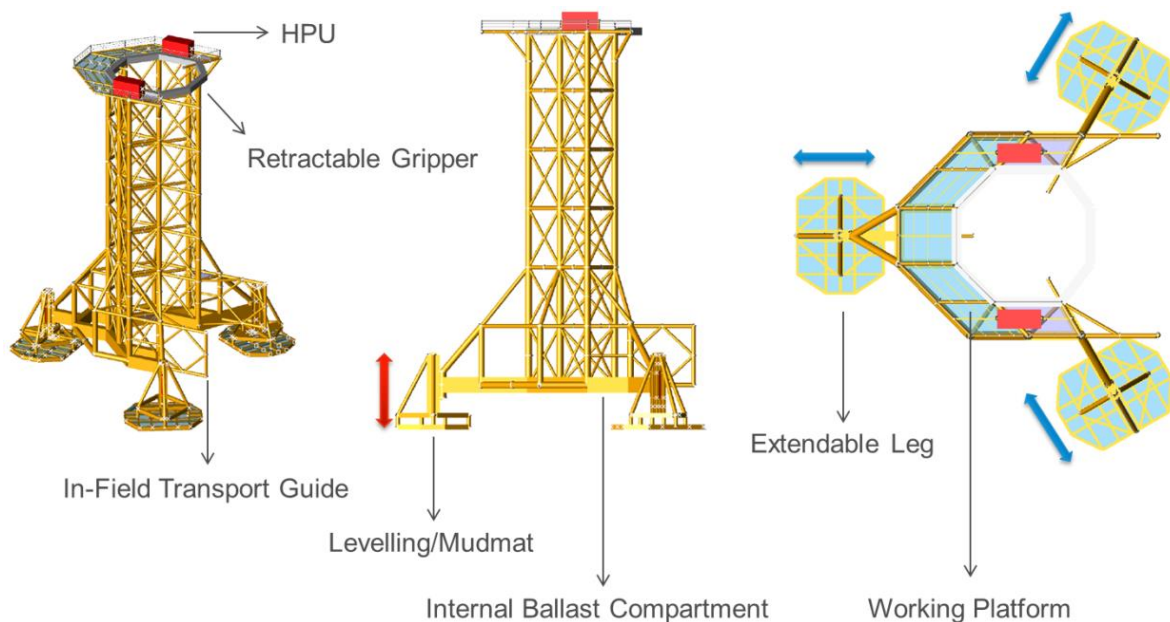 HPU
Retractable Gripper
In-Field Transport Guide
Levelling/Mudmat
Internal Ballast Compartment
Extendable Leg
Working Platform